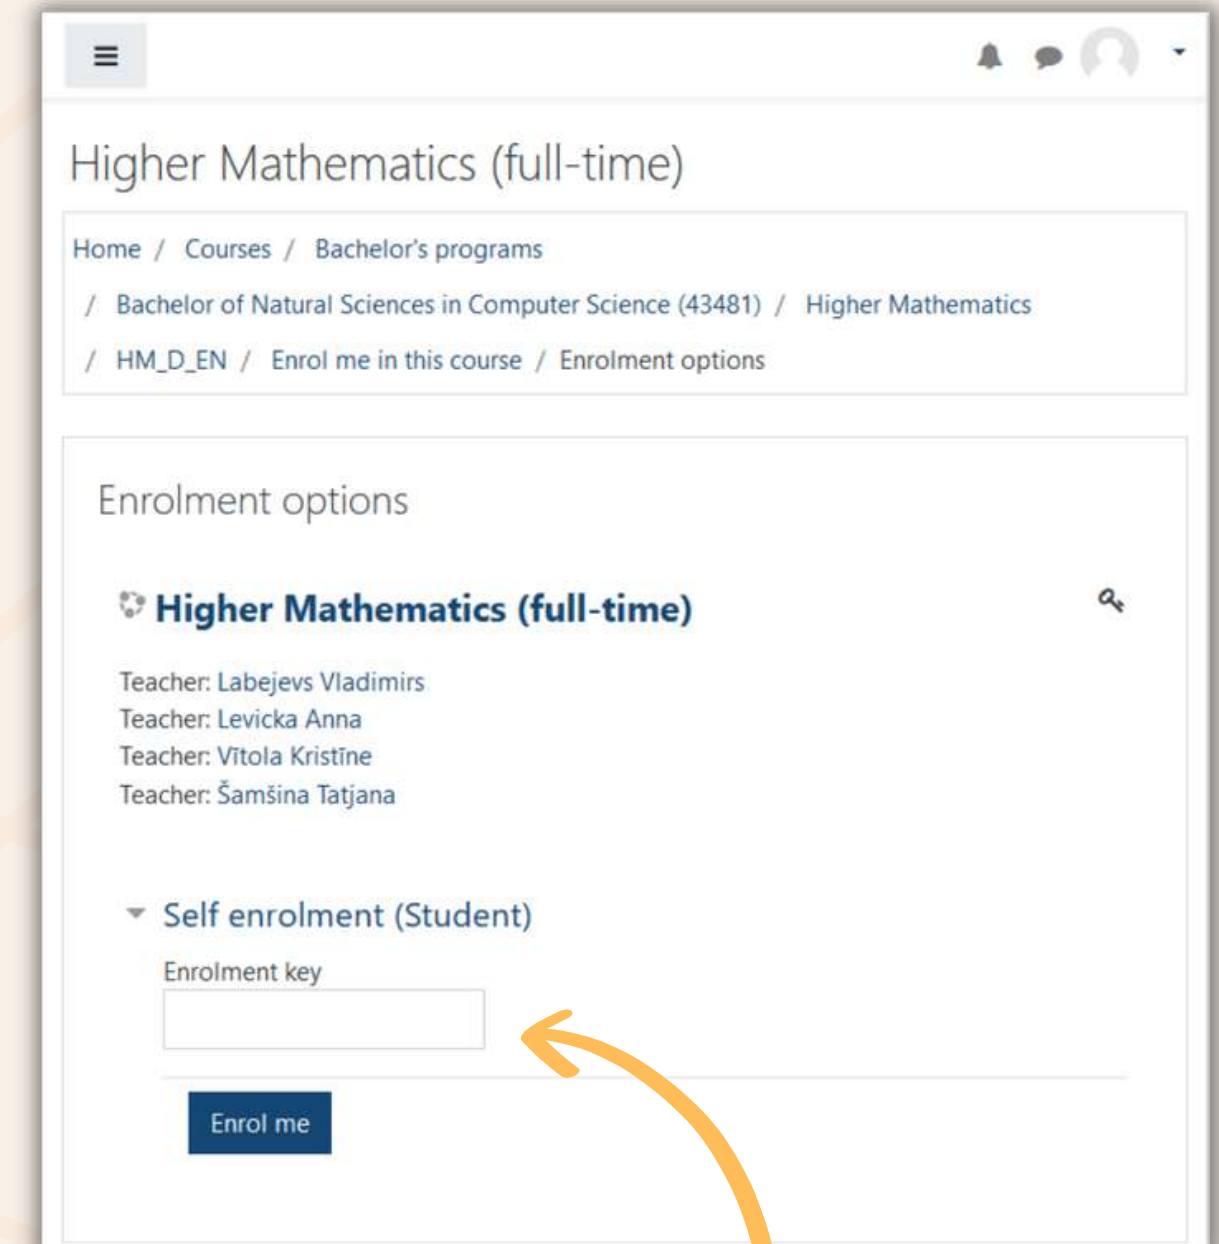 Higher Mathematics (full-time)
Home / Courses / Bachelor's programs
/ Bachelor of Natural Sciences in Computer Science (43481) / Higher Mathematics
/ HM_D_EN / Enrol me in this course / Enrolment options
Enrolment options
Higher Mathematics (full-time)
Teacher: Labejevs Vladimirs
Teacher: Levicka Anna
Teacher: Vītola Kristīne
Teacher: Šamšina Tatjana
Self enrolment (Student)
Enrolment key
Enrol me